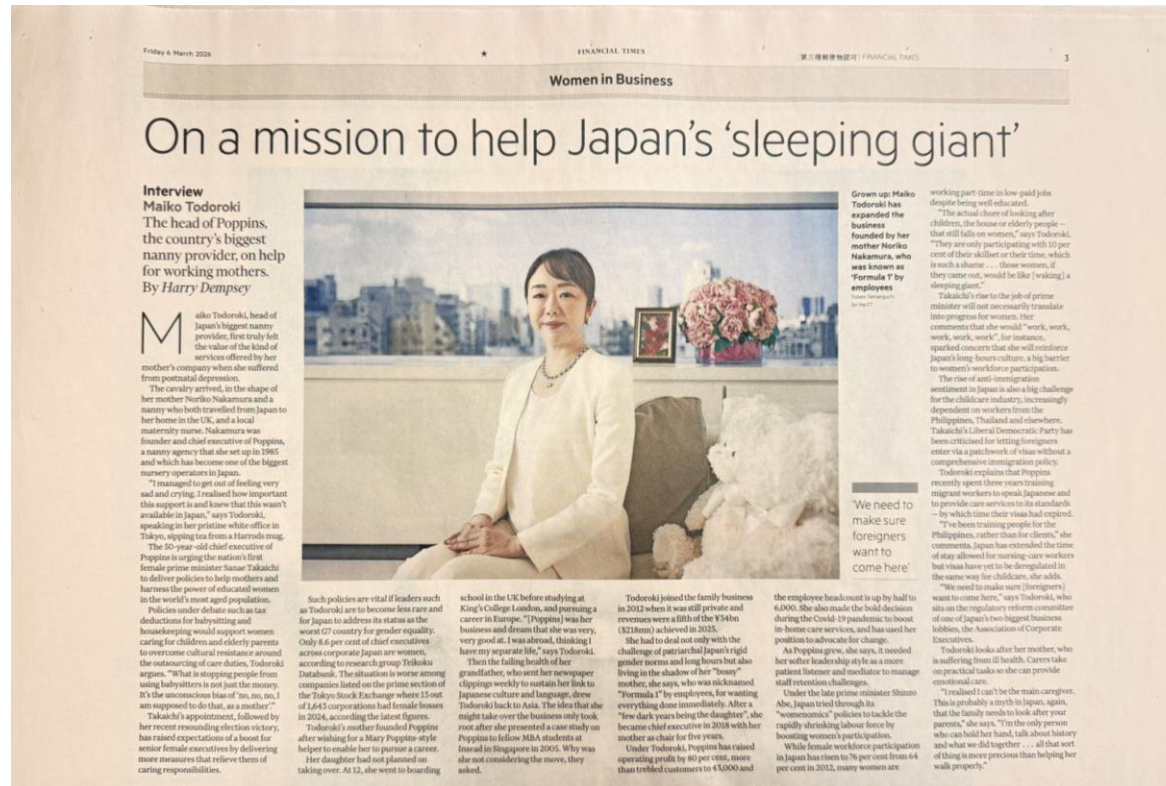 Friday 6 March 2026
★
FINANCIAL TIMES
〔第三種郵便物認可〕 FINANCIAL TIMES
3
Women in Business
On a mission to help Japan's 'sleeping giant'
Interview
Maiko Todoroki
The head of Poppins,
the country's biggest
nanny provider, on help
for working mothers.
By Harry Dempsey
Maiko Todoroki, head of
Japan's biggest nanny
provider, first truly felt
the value of the kind of
services offered by her
mother's company when she suffered
from postnatal depression.
The cavalry arrived, in the shape of
her mother Noriko Nakamura and a
nanny who both travelled from Japan to
her home in the UK, and a local
maternity nurse. Nakamura was
founder and chief executive of Poppins,
a nanny agency that she set up in 1985
and which has become one of the biggest
nursery operators in Japan.
"I managed to get out of feeling very
sad and crying. I realised how important
this support is and knew that this wasn't
available in Japan," says Todoroki,
speaking in her pristine white office in
Tokyo, sipping tea from a Harrods mug.
The 50-year-old chief executive of
Poppins is urging the nation's first
female prime minister Sanae Takaichi
to deliver policies to help mothers and
harness the power of educated women
in the world's most aged population.
Policies under debate such as tax
deductions for babysitting and
housekeeping would support women
caring for children and elderly parents
to overcome cultural resistance around
the outsourcing of care duties, Todoroki
argues. "What is stopping people from
using babysitters is not just the money.
It's the unconscious bias of 'no, no, no, I
am supposed to do that, as a mother'."
Takaichi's appointment, followed by
her recent resounding election victory,
has raised expectations of a boost for
senior female executives by delivering
more measures that relieve them of
caring responsibilities.
Such policies are vital if leaders such
as Todoroki are to become less rare and
for Japan to address its status as the
worst G7 country for gender equality.
Only 8.6 per cent of chief executives
across corporate Japan are women,
according to research group Teikoku
Databank. The situation is worse among
companies listed on the prime section of
the Tokyo Stock Exchange where 13 out
of 1,643 corporations had female bosses
in 2024, according the latest figures.
Todoroki's mother founded Poppins
after wishing for a Mary Poppins-style
helper to enable her to pursue a career.
Her daughter had not planned on
taking over. At 12, she went to boarding
school in the UK before studying at
King's College London, and pursuing a
career in Europe. "[Poppins] was her
business and dream that she was very,
very good at. I was abroad, thinking I
have my separate life," says Todoroki.
Then the failing health of her
grandfather, who sent her newspaper
clippings weekly to sustain her link to
Japanese culture and language, drew
Todoroki back to Asia. The idea that she
might take over the business only took
root after she presented a case study on
Poppins to fellow MBA students at
Insead in Singapore in 2005. Why was
she not considering the move, they
asked.
Todoroki joined the family business
in 2012 when it was still private and
revenues were a fifth of the ¥34bn
($218mn) achieved in 2025.
She had to deal not only with the
challenge of patriarchal Japan's rigid
gender norms and long hours but also
living in the shadow of her "bossy"
mother, she says, who was nicknamed
"Formula 1" by employees, for wanting
everything done immediately. After a
"few dark years being the daughter", she
became chief executive in 2018 with her
mother as chair for five years.
Under Todoroki, Poppins has raised
operating profit by 80 per cent, more
than trebled customers to 43,000 and
the employee headcount is up by half to
6,000. She also made the bold decision
during the Covid-19 pandemic to boost
in-home care services, and has used her
position to advocate for change.
As Poppins grew, she says, it needed
her softer leadership style as a more
patient listener and mediator to manage
staff retention challenges.
Under the late prime minister Shinzo
Abe, Japan tried through its
"womenomics" policies to tackle the
rapidly shrinking labour force by
boosting women's participation.
While female workforce participation
in Japan has risen to 76 per cent from 64
per cent in 2012, many women are
Grown up: Maiko
Todoroki has
expanded the
business
founded by her
mother Noriko
Nakamura, who
was known as
'Formula 1' by
employees
for the FT
'We need to
make sure
foreigners
want to
come here'
working part-time in low-paid jobs
despite being well educated.
"The actual chore of looking after
children, the house or elderly people —
that still falls on women," says Todoroki.
"They are only participating with 50 per
cent of their skillset or their time, which
is such a shame . . . those women, if
they came out, would be like [waking] a
sleeping giant."
Takaichi's rise to the job of prime
minister will not necessarily translate
into progress for women. Her
comments that she would "work, work,
work, work, work", for instance,
sparked concern that she will reinforce
Japan's long-hours culture, a big barrier
to women's workforce participation.
The rise of anti-immigration
sentiment in Japan is also a big challenge
for the childcare industry, increasingly
dependent on workers from the
Philippines, Thailand and elsewhere.
Takaichi's Liberal Democratic Party has
been criticised for letting foreigners
enter via a patchwork of visas without a
comprehensive immigration policy.
Todoroki explains that Poppins
recently spent three years training
migrant workers to speak Japanese and
to provide care services to its standards
— by which time their visas had expired.
"I've been training people for the
Philippines, rather than for clients," she
comments. Japan has extended the time
of stay allowed for nursing-care workers
but visas have yet to be deregulated in
the same way for childcare, she adds.
"We need to make sure [foreigners]
want to come here," says Todoroki, who
sits on the regulatory reform committee
of one of Japan's two biggest business
lobbies, the Association of Corporate
Executives.
Todoroki looks after her mother, who
is suffering from ill health. Carers take
on practical tasks so she can provide
emotional care.
"I realised I can't be the main caregiver.
This is probably a myth in Japan, again,
that the family needs to look after your
parents," she says. "I'm the only person
who can hold her hand, talk about history
and what we did together . . . all that sort
of thing is more precious than helping her
walk properly."